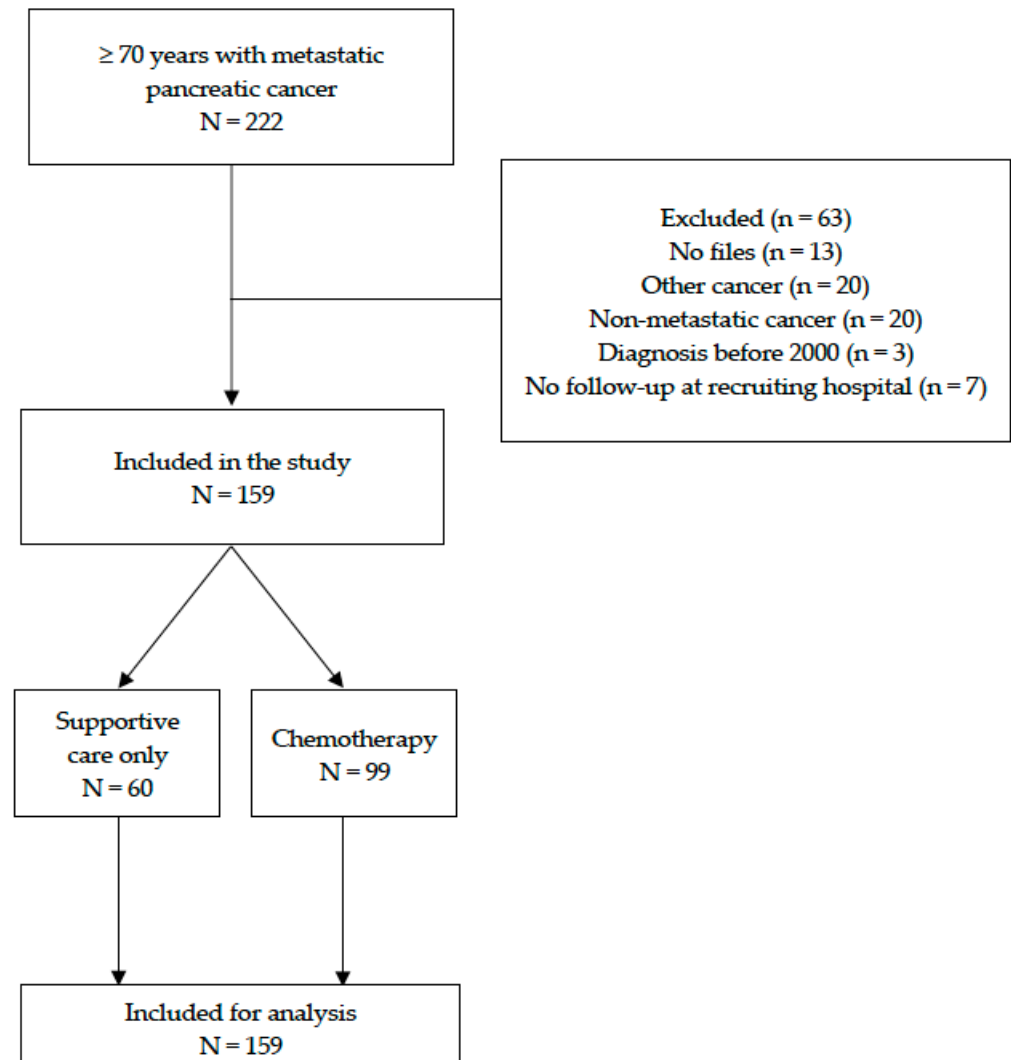 ≥ 70 years with metastatic
pancreatic cancer
N = 222
Excluded (n = 63)
No files (n = 13)
Other cancer (n = 20)
Non-metastatic cancer (n = 20)
Diagnosis before 2000 (n = 3)
No follow-up at recruiting hospital (n = 7)
Included in the study
N = 159
Supportive
care only
N = 60
Chemotherapy
N = 99
Included for analysis
N = 159